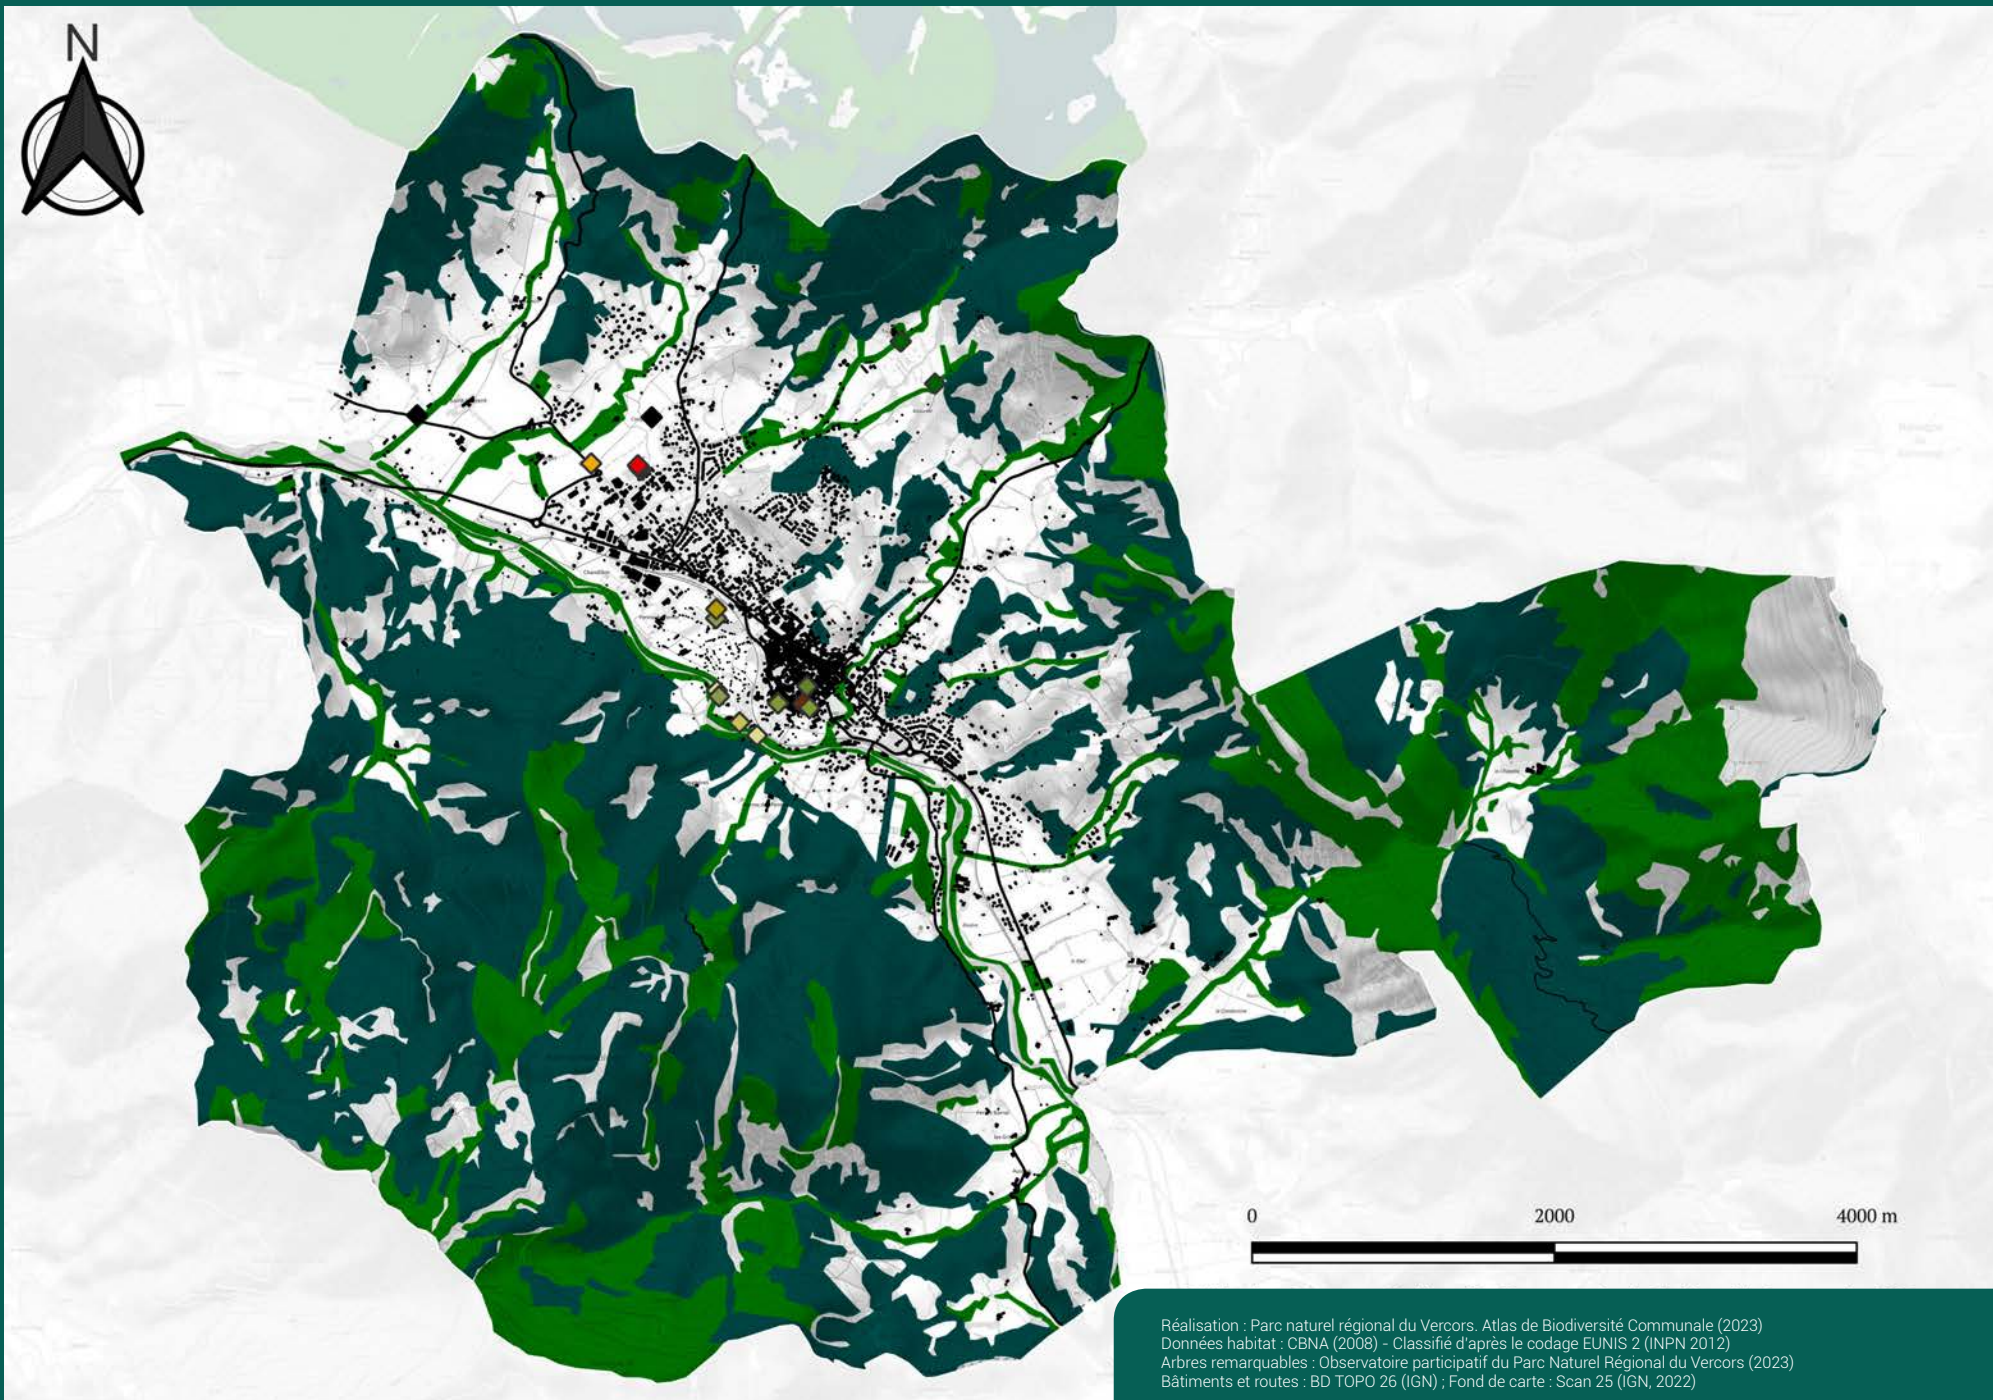 N
Chandillon
0 2000 4000 m
Réalisation : Parc naturel régional du Vercors. Atlas de Biodiversité Communale (2023)
Données habitat : CBNA (2008) - Classifié d'après le codage EUNIS 2 (INPN 2012)
Arbres remarquables : Observatoire participatif du Parc Naturel Régional du Vercors (2023)
Bâtiments et routes : BD TOPO 26 (IGN) ; Fond de carte : Scan 25 (IGN, 2022)